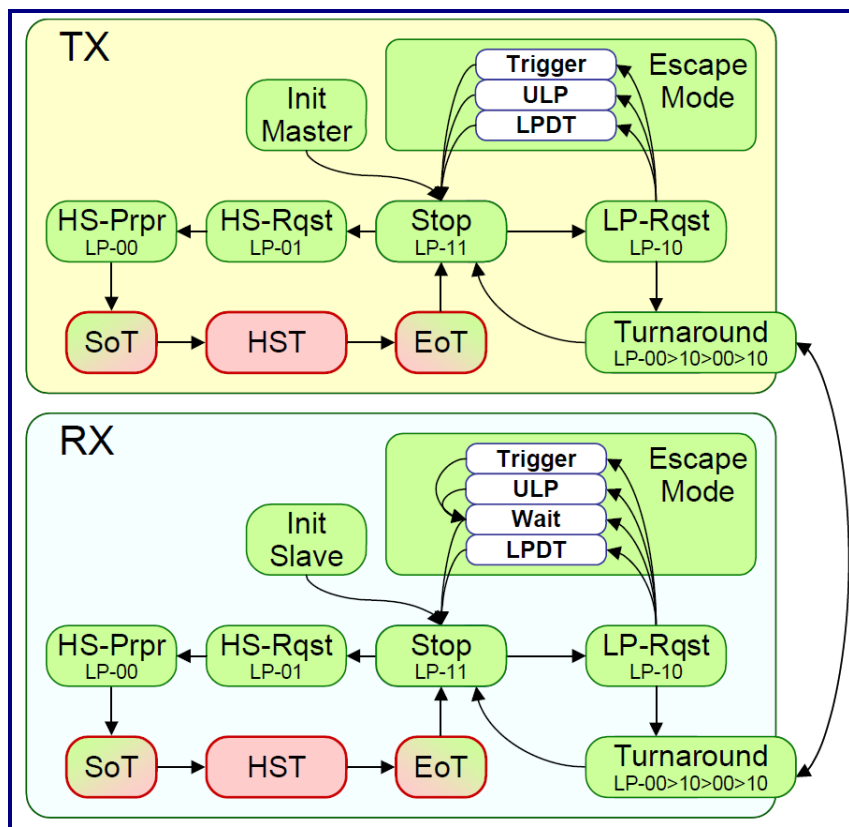 TX
Trigger
ULP
LPDT
Escape
Mode
Init
Master
HS-Prpr
LP-00
HS-Rqst
LP-01
Stop
LP-11
LP-Rqst
LP-10
SoT
HST
EoT
Turnaround
LP-00>10>00>10
RX
Trigger
ULP
Wait
LPDT
Escape
Mode
Init
Slave
HS-Prpr
LP-00
HS-Rqst
LP-01
Stop
LP-11
LP-Rqst
LP-10
SoT
HST
EoT
Turnaround
LP-00>10>00>10